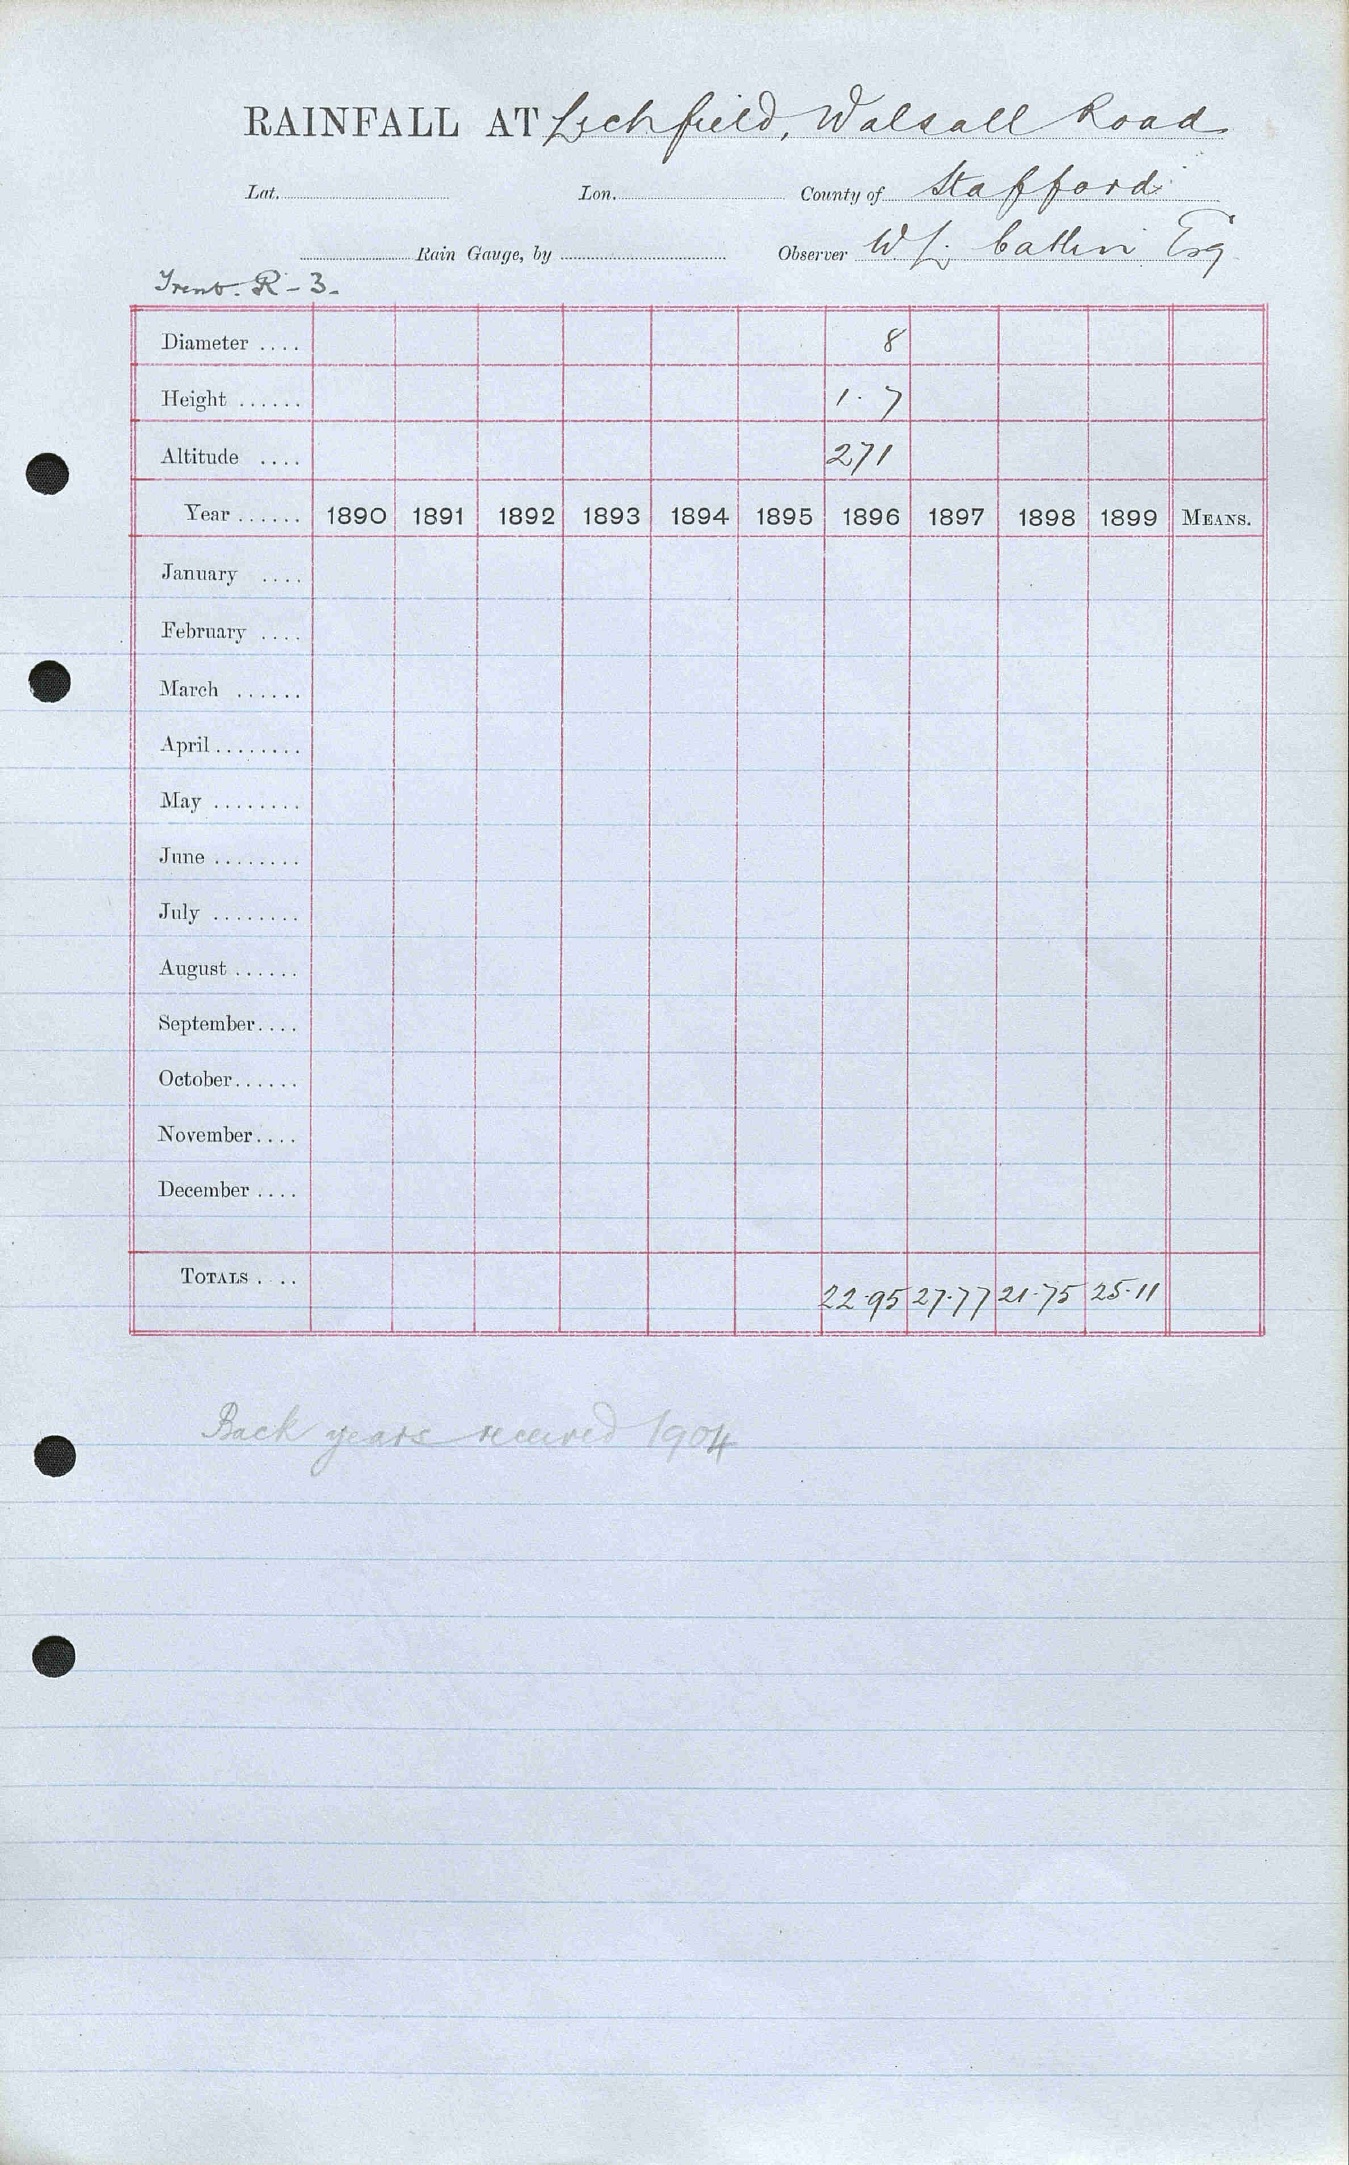 RAINFALL AT Lichfield, Walsall Road
Lat. Lon. County of Stafford
Rain Gauge, by Observer W. L. Catlin Esq
Trent. R - 3 -
Diameter .... 8
Height ...... 1. 7
Altitude .... 271
Year ...... 1890 1891 1892 1893 1894 1895 1896 1897 1898 1899 MEANS.
January ....
February ....
March ......
April ........
May ........
June ........
July ........
August ......
September....
October......
November....
December ....
TOTALS . .. 22.95 27.77 21.75 25.11
Back years received 1904